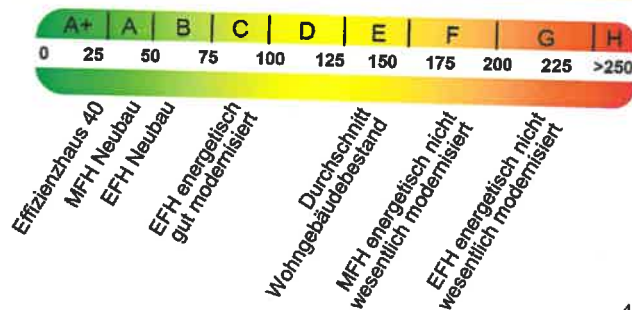 A+ A B C D E F G H
0 25 50 75 100 125 150 175 200 225 >250
Effizienzhaus 40
MFH Neubau
EFH Neubau
EFH energetisch
gut modernisiert
Durchschnitt
Wohngebäudebestand
MFH energetisch nicht
wesentlich modernisiert
EFH energetisch nicht
wesentlich modernisiert